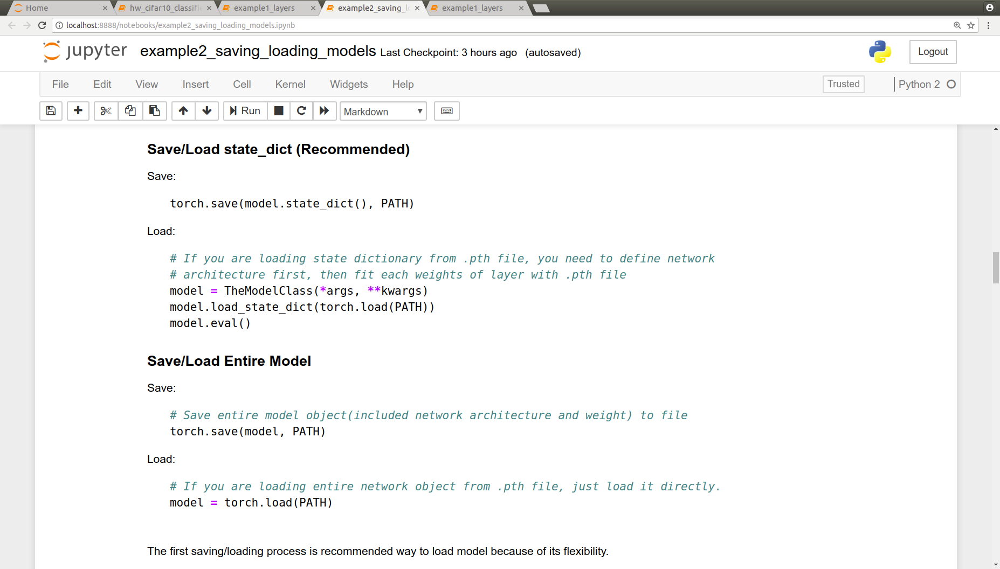 Home
hw_cifar10_classifi
example1_layers
example2_saving_l
example1_layers
localhost:8888/notebooks/example2_saving_loading_models.ipynb
jupyter
example2_saving_loading_models Last Checkpoint: 3 hours ago (autosaved)
Logout
File Edit View Insert Cell Kernel Widgets Help
Trusted
Python 2
Run
Markdown
Save/Load state_dict (Recommended)
Save:
torch.save(model.state_dict(), PATH)
Load:
# If you are loading state dictionary from .pth file, you need to define network
# architecture first, then fit each weights of layer with .pth file
model = TheModelClass(*args, **kwargs)
model.load_state_dict(torch.load(PATH))
model.eval()
Save/Load Entire Model
Save:
# Save entire model object(included network architecture and weight) to file
torch.save(model, PATH)
Load:
# If you are loading entire network object from .pth file, just load it directly.
model = torch.load(PATH)
The first saving/loading process is recommended way to load model because of its flexibility.